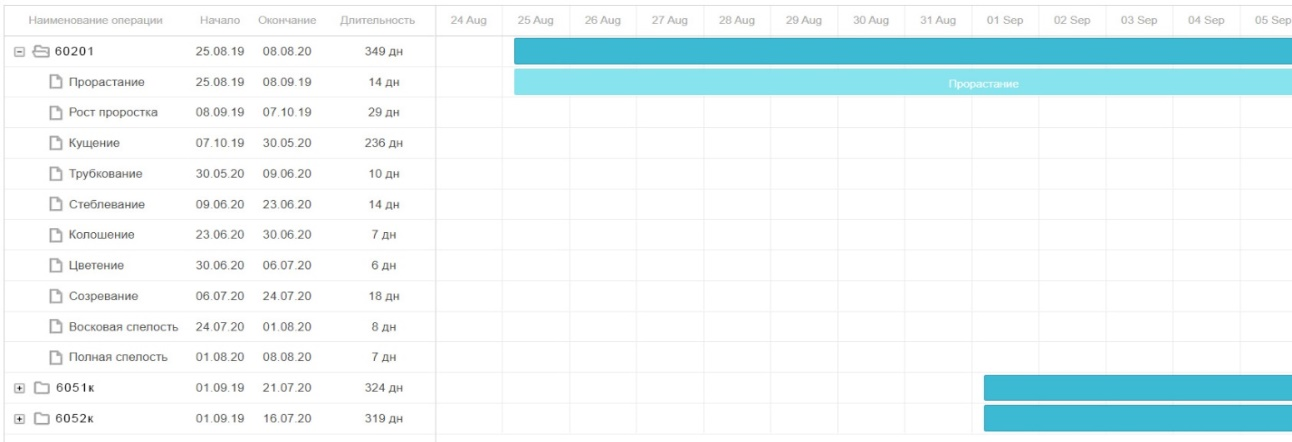 Наименование операции Начало Окончание Длительность 24 Aug 25 Aug 26 Aug 27 Aug 28 Aug 29 Aug 30 Aug 31 Aug 01 Sep 02 Sep 03 Sep 04 Sep 05 Sep
60201 25.08.19 08.08.20 349 дн
Прорастание 25.08.19 08.09.19 14 дн Прорастание
Рост проростка 08.09.19 07.10.19 29 дн
Кущение 07.10.19 30.05.20 236 дн
Трубкование 30.05.20 09.06.20 10 дн
Стеблевание 09.06.20 23.06.20 14 дн
Колошение 23.06.20 30.06.20 7 дн
Цветение 30.06.20 06.07.20 6 дн
Созревание 06.07.20 24.07.20 18 дн
Восковая спелость 24.07.20 01.08.20 8 дн
Полная спелость 01.08.20 08.08.20 7 дн
6051к 01.09.19 21.07.20 324 дн
6052к 01.09.19 16.07.20 319 дн